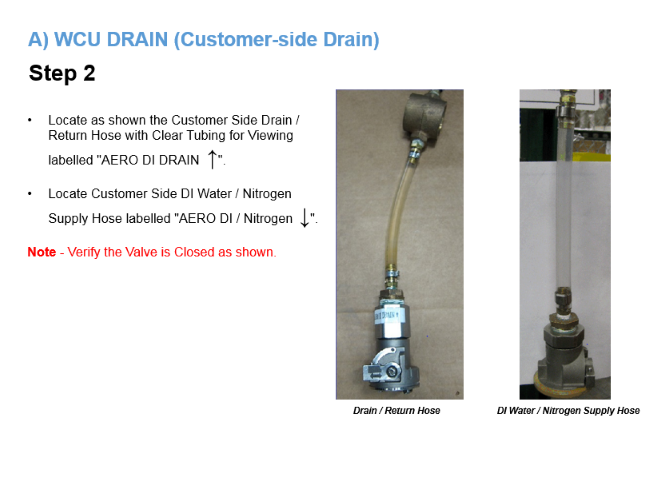 A) WCU DRAIN (Customer-side Drain)
Step 2
• Locate as shown the Customer Side Drain /
Return Hose with Clear Tubing for Viewing
labelled "AERO DI DRAIN ↑".
• Locate Customer Side DI Water / Nitrogen
Supply Hose labelled "AERO DI / Nitrogen ↓".
Note - Verify the Valve is Closed as shown.
Drain / Return Hose
DI Water / Nitrogen Supply Hose